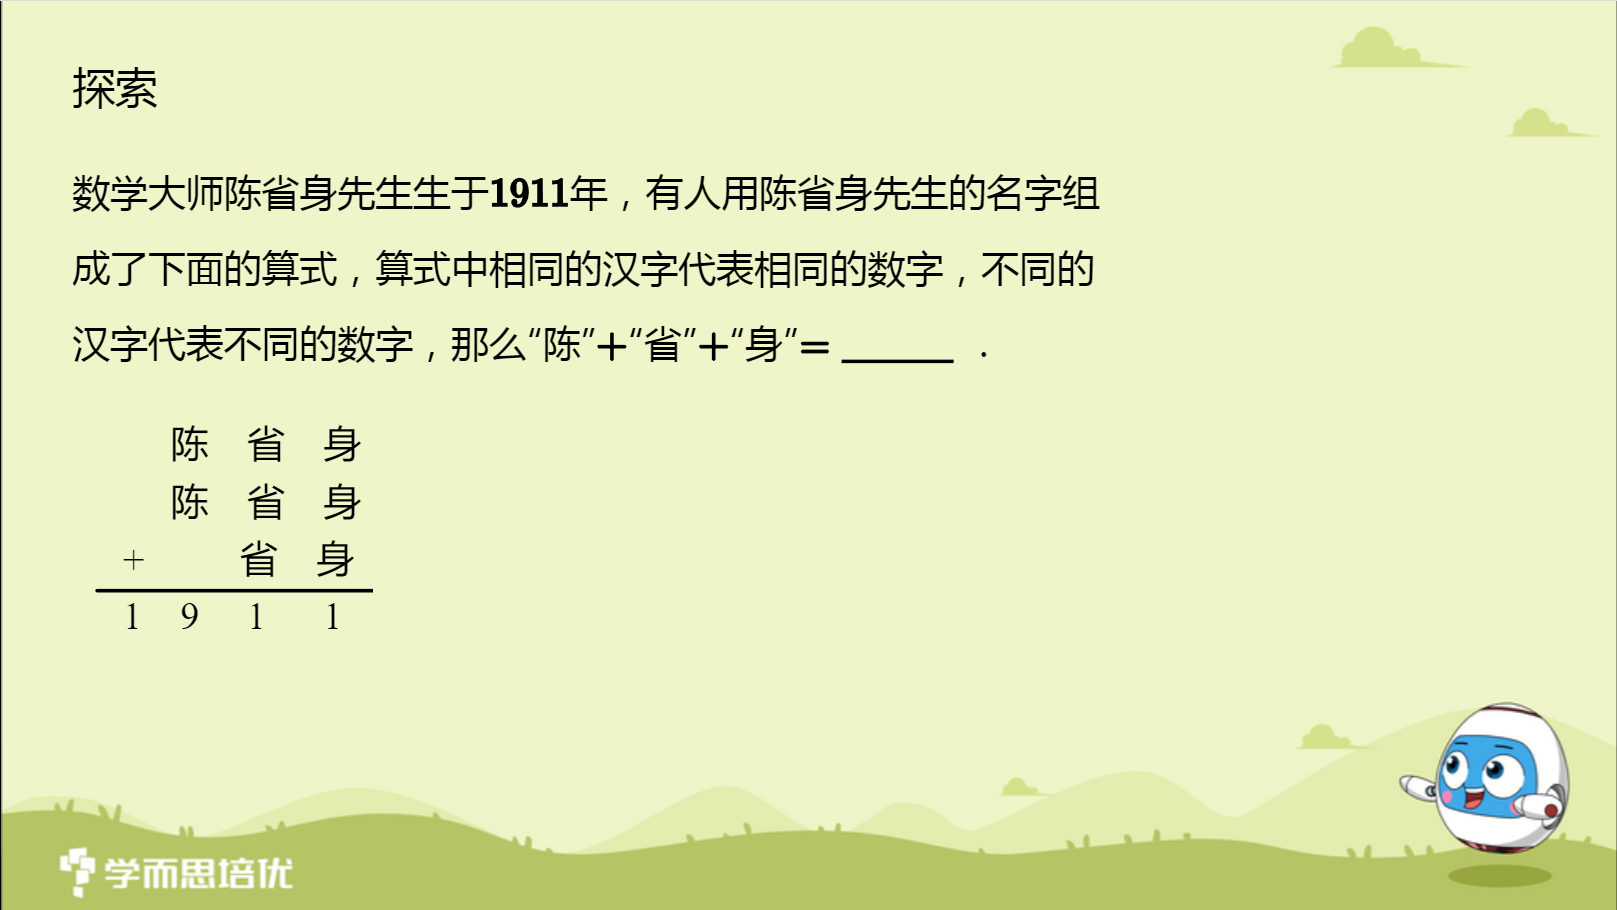 探索
数学大师陈省身先生生于1911年，有人用陈省身先生的名字组
成了下面的算式，算式中相同的汉字代表相同的数字，不同的
汉字代表不同的数字，那么“陈”+“省”+“身”= ______ ．
陈 省 身
陈 省 身
+ 省 身
1 9 1 1
学而思培优